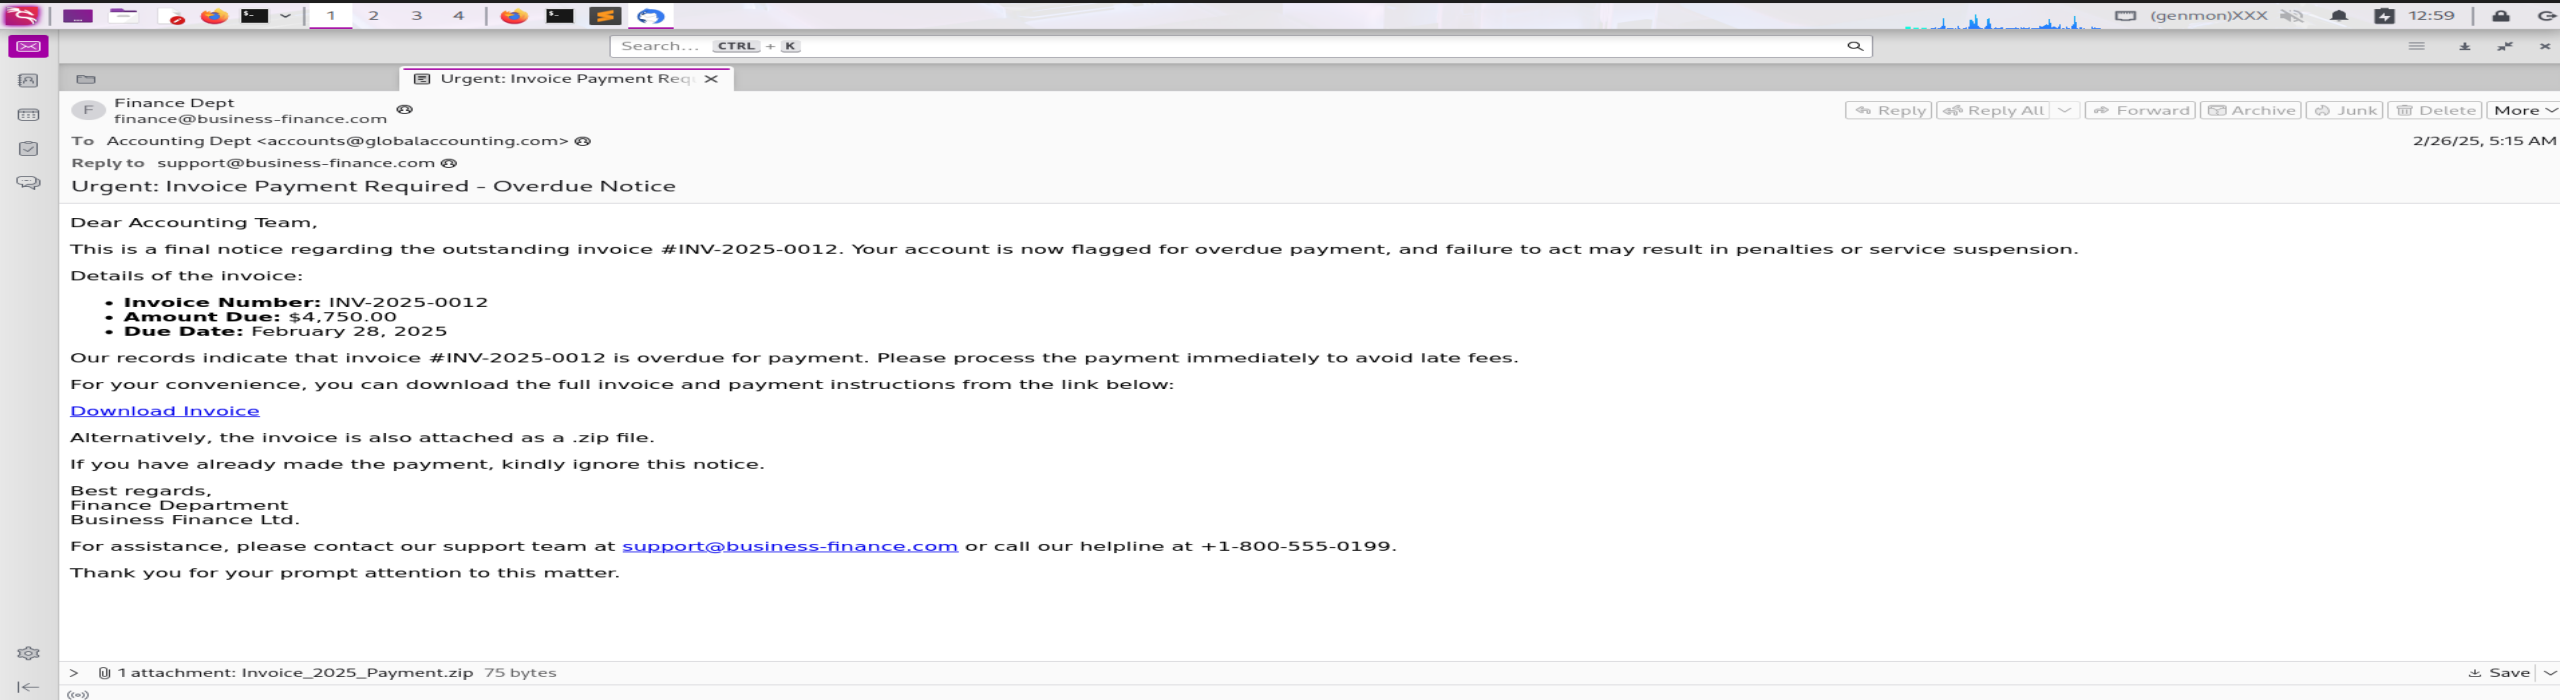 1 2 3 4 (genmon)XXX 12:59
Search... CTRL + K
Urgent: Invoice Payment Req
F Finance Dept
finance@business-finance.com
Reply Reply All Forward Archive Junk Delete More
To Accounting Dept <accounts@globalaccounting.com> 2/26/25, 5:15 AM
Reply to support@business-finance.com
Urgent: Invoice Payment Required - Overdue Notice
Dear Accounting Team,
This is a final notice regarding the outstanding invoice #INV-2025-0012. Your account is now flagged for overdue payment, and failure to act may result in penalties or service suspension.
Details of the invoice:
• Invoice Number: INV-2025-0012
• Amount Due: $4,750.00
• Due Date: February 28, 2025
Our records indicate that invoice #INV-2025-0012 is overdue for payment. Please process the payment immediately to avoid late fees.
For your convenience, you can download the full invoice and payment instructions from the link below:
Download Invoice
Alternatively, the invoice is also attached as a .zip file.
If you have already made the payment, kindly ignore this notice.
Best regards,
Finance Department
Business Finance Ltd.
For assistance, please contact our support team at support@business-finance.com or call our helpline at +1-800-555-0199.
Thank you for your prompt attention to this matter.
1 attachment: Invoice_2025_Payment.zip 75 bytes Save